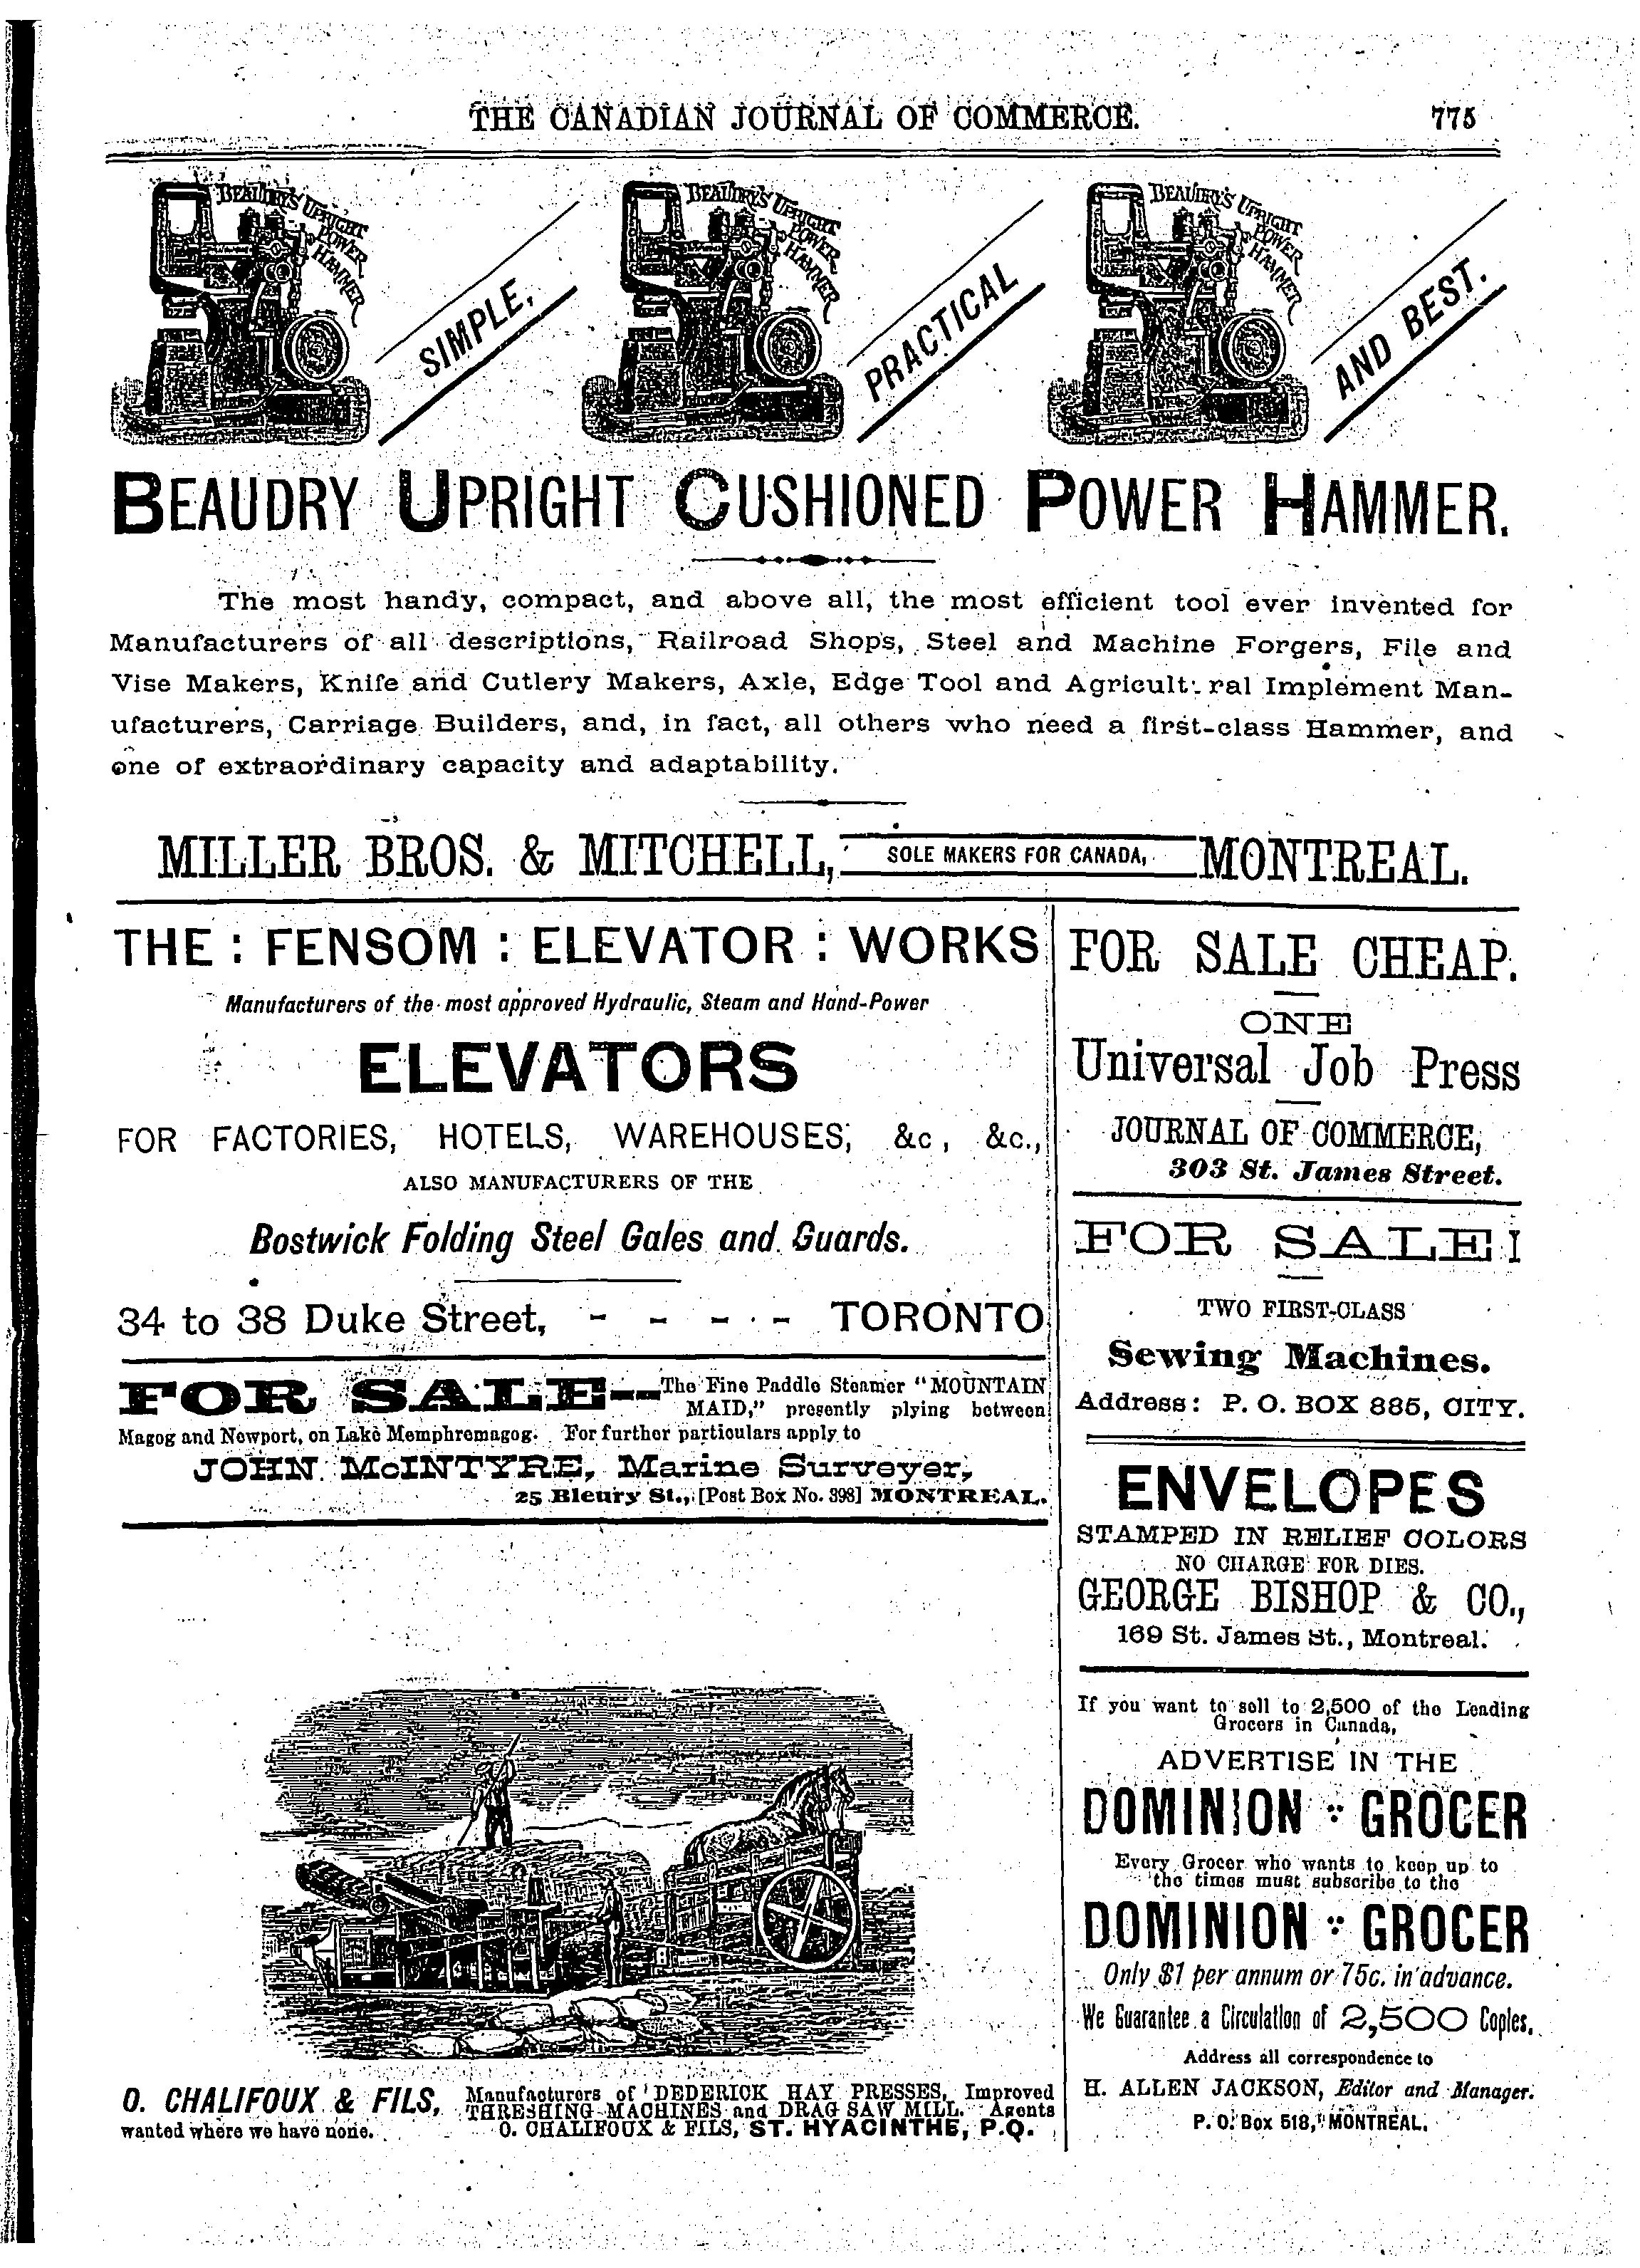 THE CANADIAN JOURNAL OF COMMERCE. 775
BEAUDRY'S UPRIGHT POWER HAMMER
SIMPLE,
BEAUDRY'S UPRIGHT POWER HAMMER
PRACTICAL
BEAUDRY'S UPRIGHT POWER HAMMER
AND BEST.
BEAUDRY UPRIGHT CUSHIONED POWER HAMMER.
The most handy, compact, and above all, the most efficient tool ever invented for
Manufacturers of all descriptions, Railroad Shops, Steel and Machine Forgers, File and
Vise Makers, Knife and Cutlery Makers, Axle, Edge Tool and Agricult ral Implement Man-
ufacturers, Carriage Builders, and, in fact, all others who need a first-class Hammer, and
one of extraordinary capacity and adaptability.
MILLER BROS. & MITCHELL, SOLE MAKERS FOR CANADA, MONTREAL.
THE : FENSOM : ELEVATOR : WORKS
Manufacturers of the most approved Hydraulic, Steam and Hand-Power
ELEVATORS
FOR FACTORIES, HOTELS, WAREHOUSES, &c, &c.,
ALSO MANUFACTURERS OF THE
Bostwick Folding Steel Gales and Guards.
34 to 38 Duke Street, - - - - TORONTO
FOR SALE—The Fine Paddle Steamer "MOUNTAIN
MAID," presently plying between
Magog and Newport, on Lake Memphremagog. For further particulars apply to
JOHN McINTYRE, Marine Surveyer,
25 Bleury St., [Post Box No. 398] MONTREAL.
O. CHALIFOUX & FILS, Manufacturers of DEDERICK HAY PRESSES, Improved
THRESHING MACHINES and DRAG SAW MILL. Agents
wanted where we have none. O. CHALIFOUX & FILS, ST. HYACINTHE, P.Q.
FOR SALE CHEAP.
ONE
Universal Job Press
JOURNAL OF COMMERCE,
303 St. James Street.
FOR SALE!
TWO FIRST-CLASS
Sewing Machines.
Address: P. O. BOX 885, CITY.
ENVELOPES
STAMPED IN RELIEF COLORS
NO CHARGE FOR DIES.
GEORGE BISHOP & CO.,
169 St. James St., Montreal.
If you want to sell to 2,500 of the Leading
Grocers in Canada,
ADVERTISE IN THE
DOMINION GROCER
Every Grocer who wants to keep up to
the times must subscribe to the
DOMINION GROCER
Only $1 per annum or 75c. in advance.
We Guarantee a Circulation of 2,500 Copies.
Address all correspondence to
H. ALLEN JACKSON, Editor and Manager.
P. O. Box 518, MONTREAL.